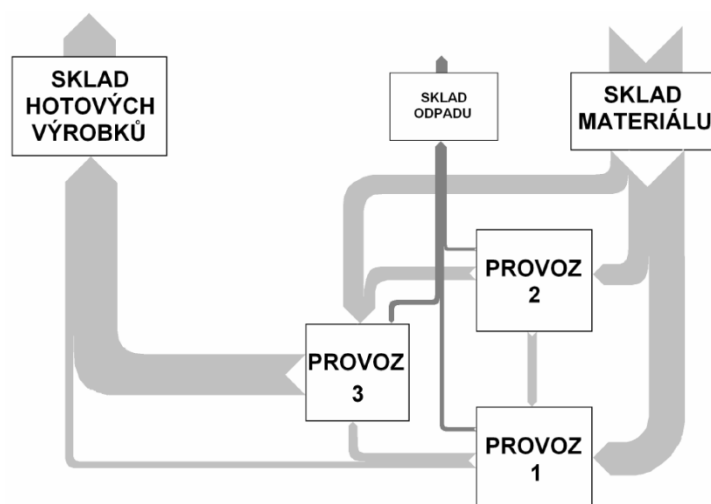 SKLAD
HOTOVÝCH
VÝROBKŮ
SKLAD
ODPADU
SKLAD
MATERIÁLU
PROVOZ
2
PROVOZ
3
PROVOZ
1